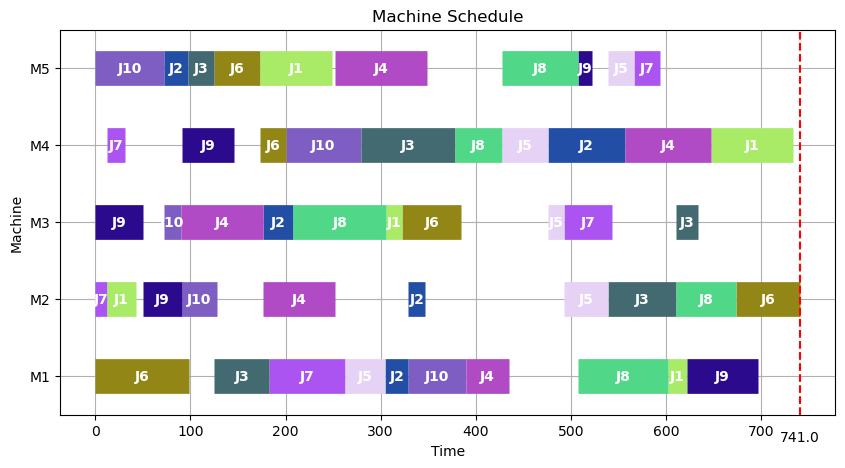 Machine Schedule
Machine
M5 J10 J2 J3 J6 J1 J4 J8 J9 J5 J7
M4 J7 J9 J6 J10 J3 J8 J5 J2 J4 J1
M3 J9 J10 J4 J2 J8 J1 J6 J5 J7 J3
M2 J7 J1 J9 J10 J4 J2 J5 J3 J8 J6
M1 J6 J3 J7 J5 J2 J10 J4 J8 J1 J9
0 100 200 300 400 500 600 700
741.0
Time